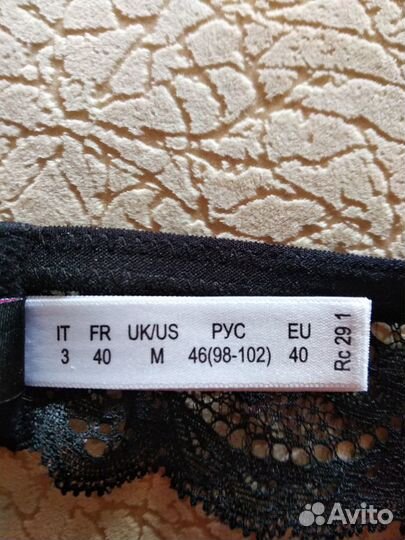 IT FR UK/US РУС EU
3 40 M 46(98-102) 40
Rc 29 1
Avito